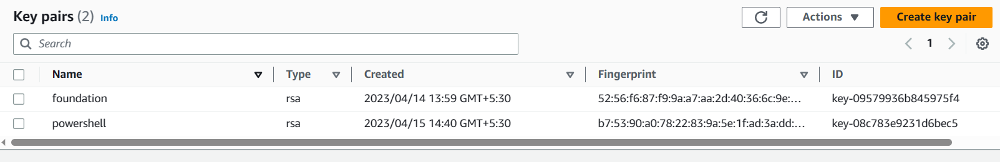 Key pairs (2) Info
Actions
Create key pair
Search
1
Name Type Created Fingerprint ID
foundation rsa 2023/04/14 13:59 GMT+5:30 52:56:f6:87:f9:9a:a7:aa:2d:40:36:6c:9e:... key-09579936b845975f4
powershell rsa 2023/04/15 14:40 GMT+5:30 b7:53:90:a0:78:22:83:9a:5e:1f:ad:3a:dd:... key-08c783e9231d6bec5